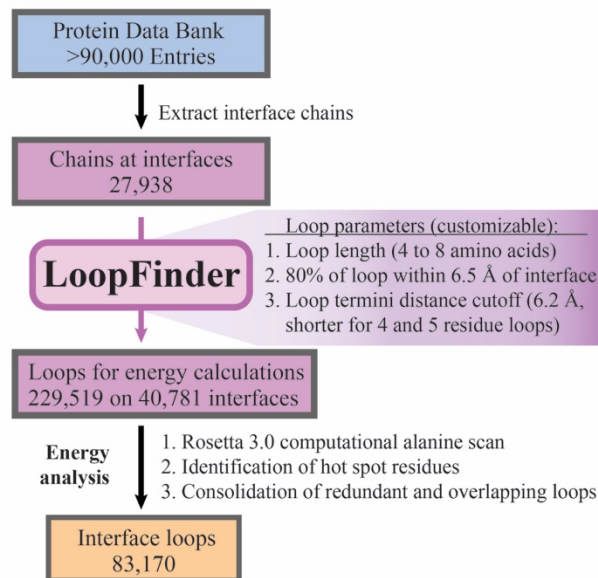 Protein Data Bank
>90,000 Entries
Extract interface chains
Chains at interfaces
27,938
LoopFinder
Loop parameters (customizable):
1. Loop length (4 to 8 amino acids)
2. 80% of loop within 6.5 Å of interface
3. Loop termini distance cutoff (6.2 Å,
shorter for 4 and 5 residue loops)
Loops for energy calculations
229,519 on 40,781 interfaces
Energy
analysis
1. Rosetta 3.0 computational alanine scan
2. Identification of hot spot residues
3. Consolidation of redundant and overlapping loops
Interface loops
83,170